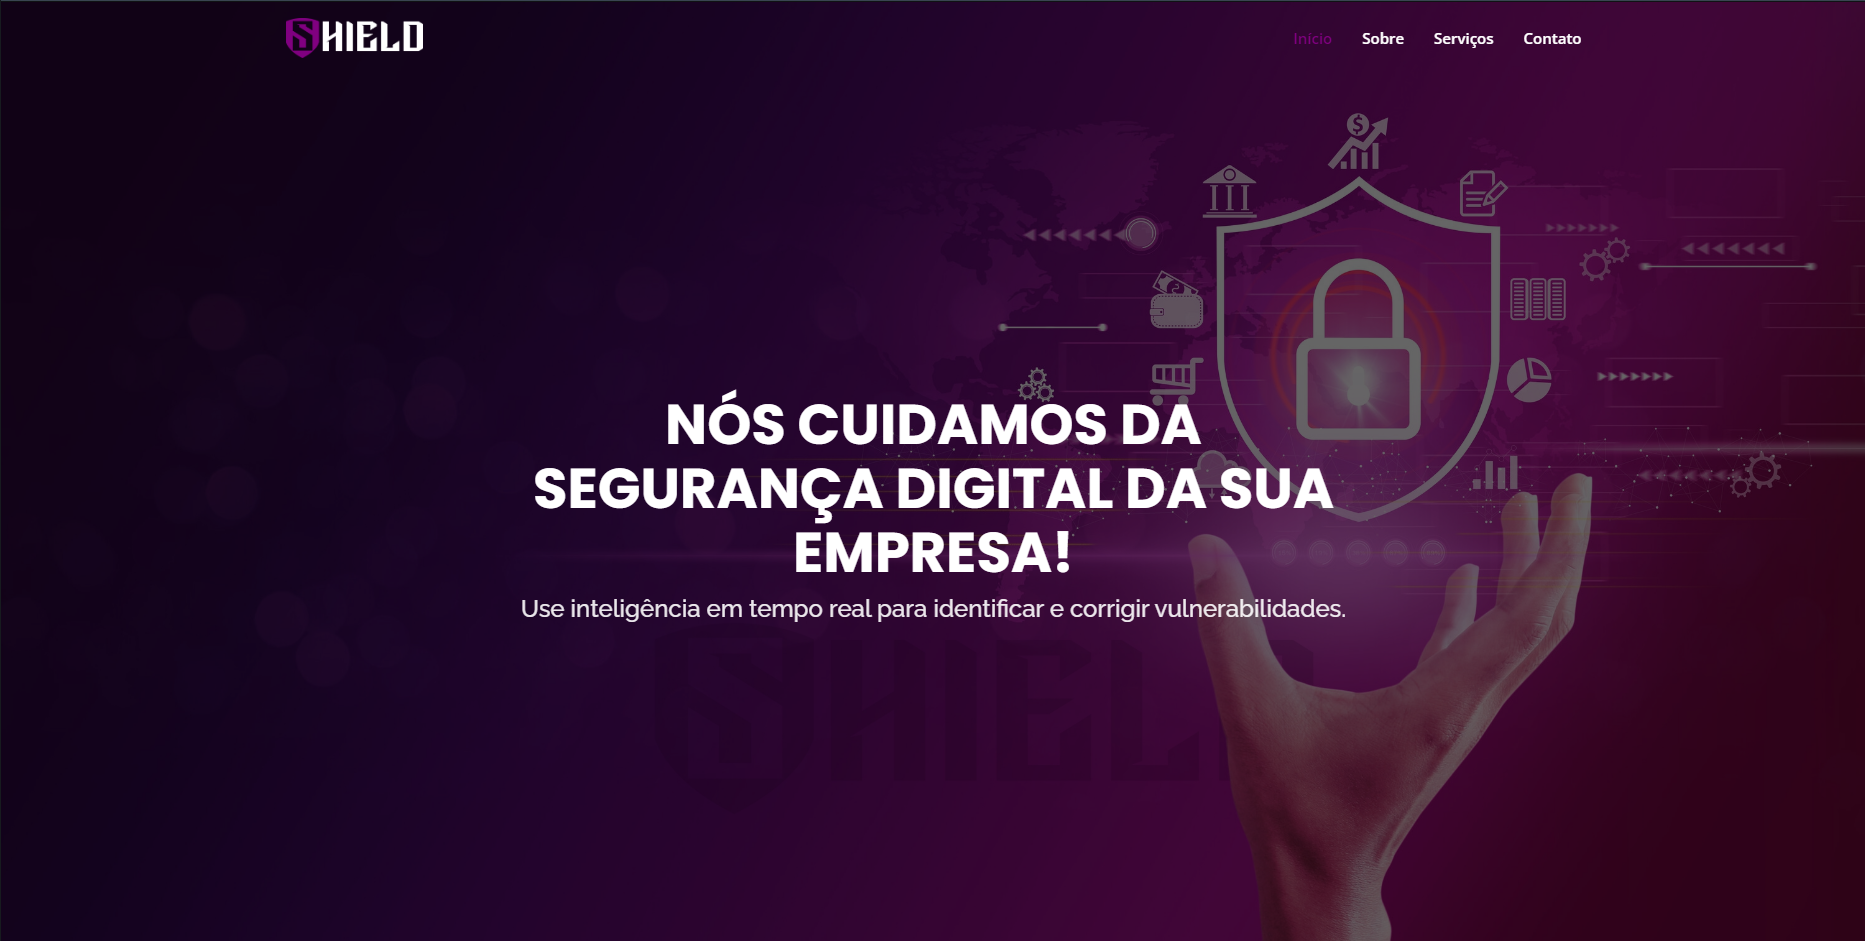 SHIELD
Início Sobre Serviços Contato
NÓS CUIDAMOS DA
SEGURANÇA DIGITAL DA SUA
EMPRESA!
Use inteligência em tempo real para identificar e corrigir vulnerabilidades.
SHIELD